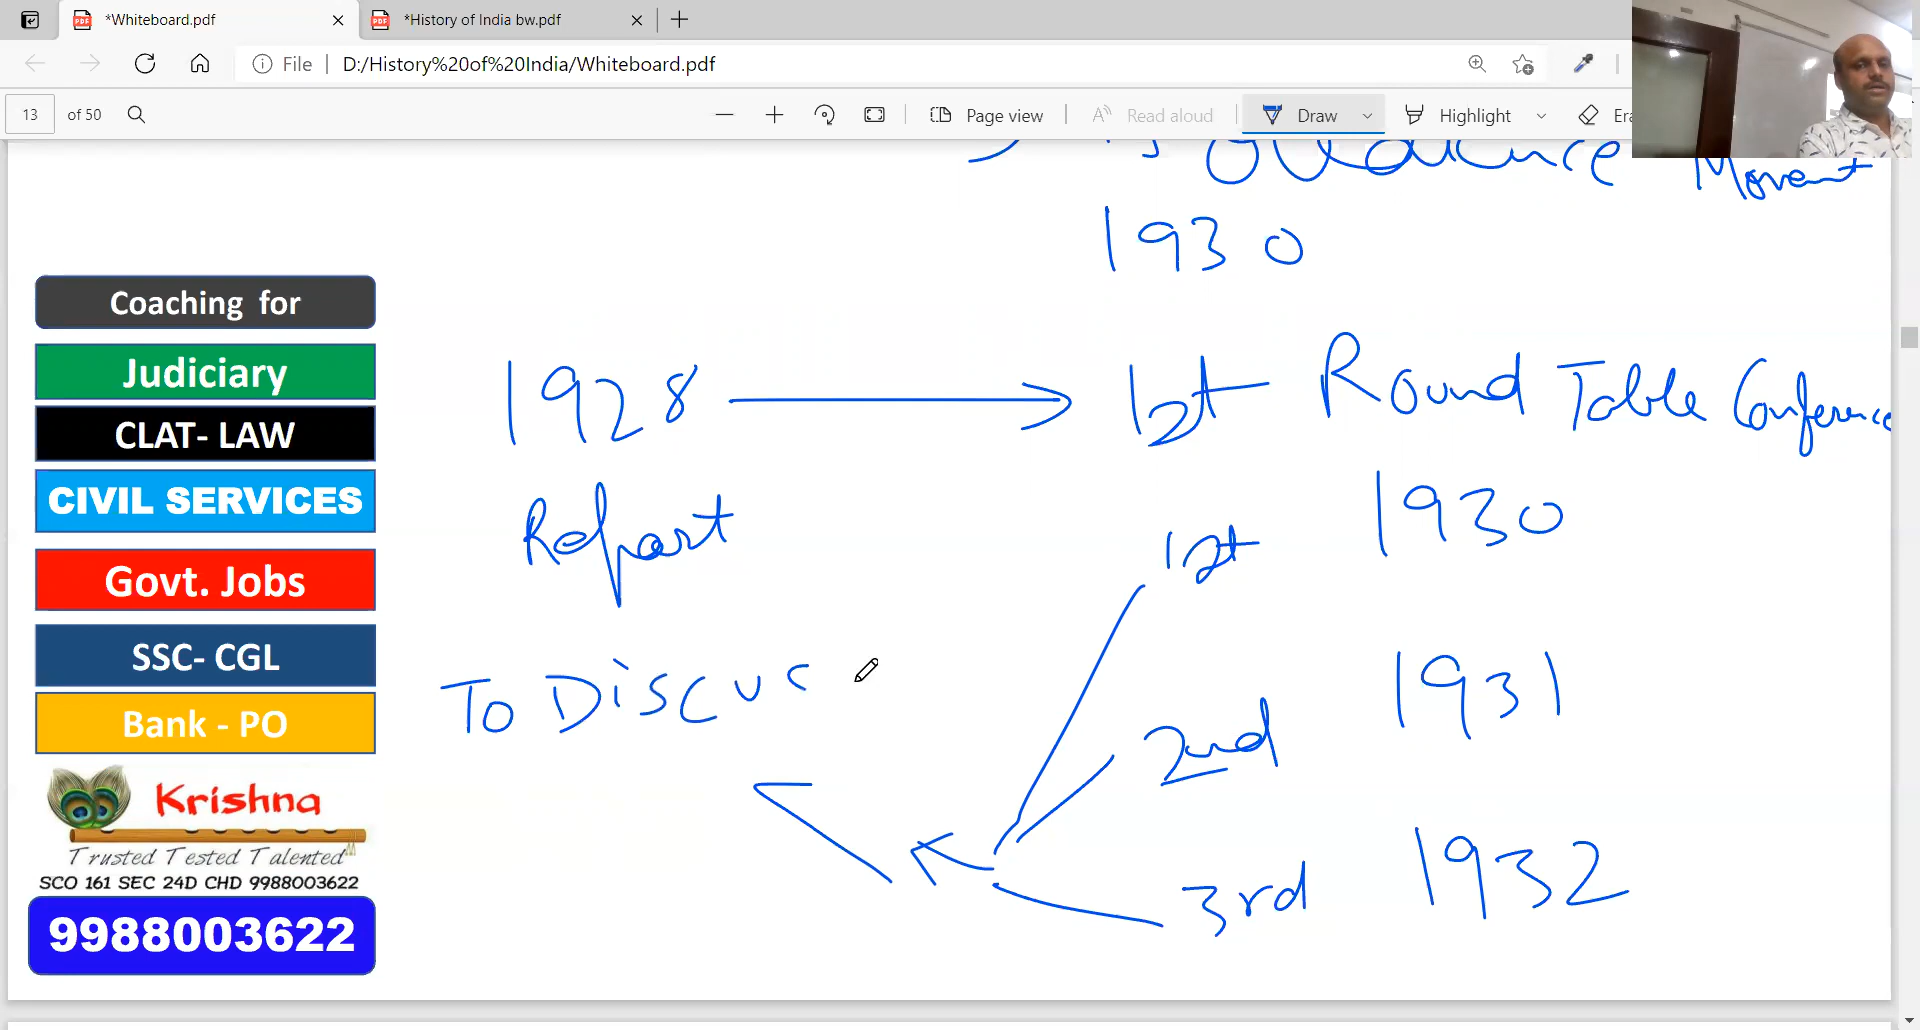 *Whiteboard.pdf
*History of India bw.pdf
File D:/History%20of%20India/Whiteboard.pdf
13 of 50
Page view
Read aloud
Draw
Highlight
Era
Movement
1930
Coaching for
Judiciary
CLAT- LAW
CIVIL SERVICES
Govt. Jobs
SSC- CGL
Bank - PO
Krishna
Trusted Tested Talented
SCO 161 SEC 24D CHD 9988003622
9988003622
1928 1st Round Table Conference
Report
1930
To Discus
1st
2nd 1931
3rd 1932